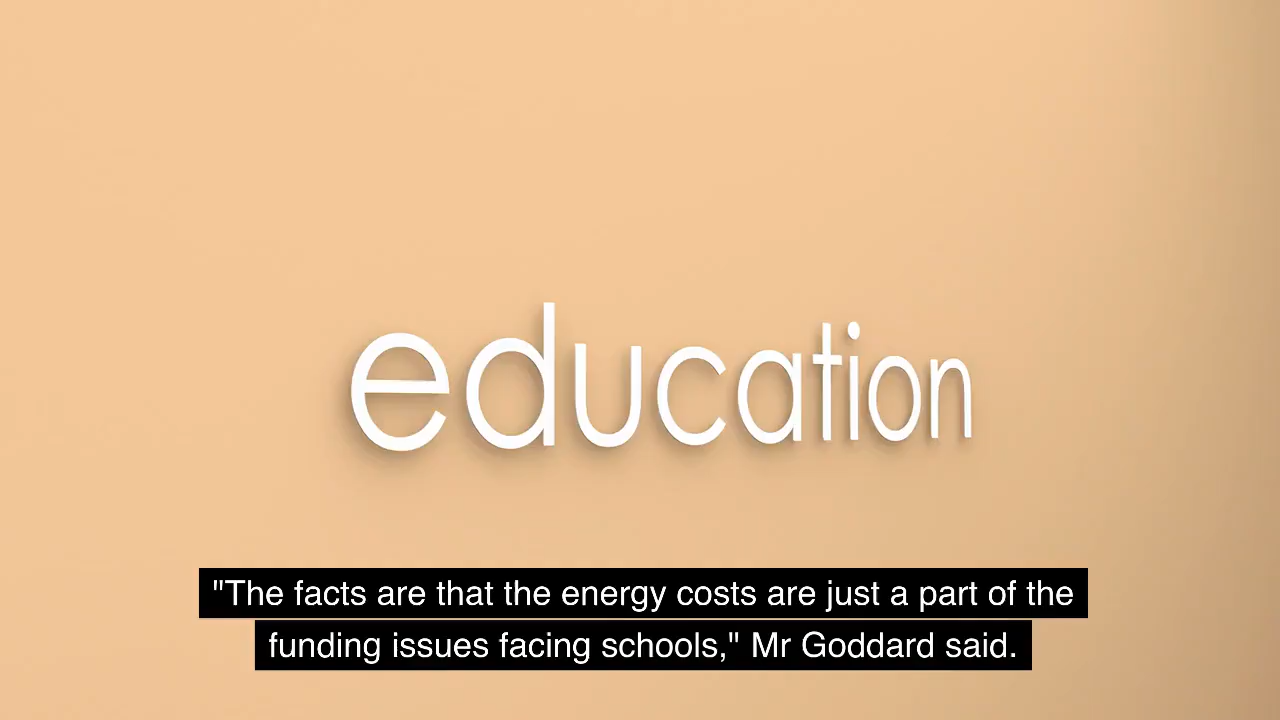 education
"The facts are that the energy costs are just a part of the
funding issues facing schools," Mr Goddard said.